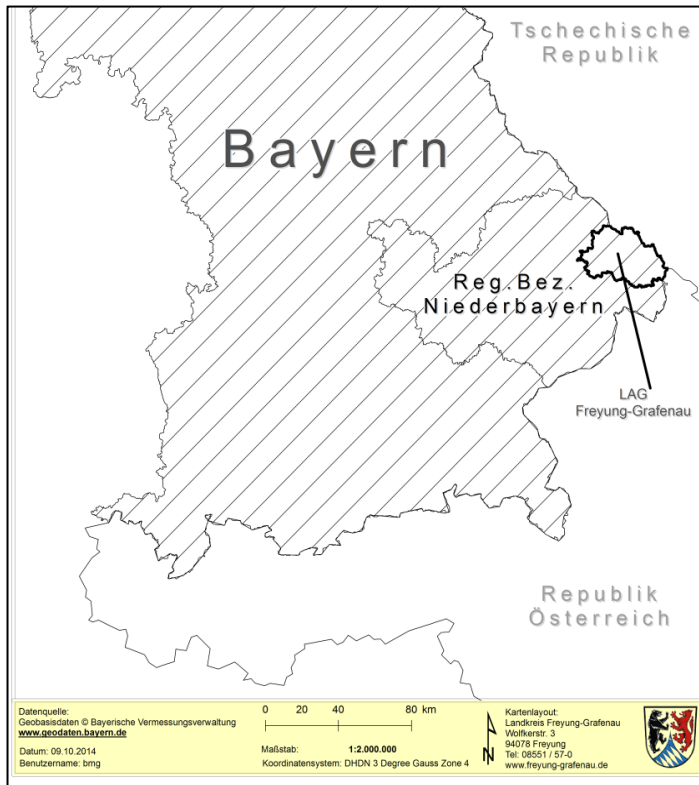 Tschechische
Republik
Bayern
Reg.Bez.
Niederbayern
LAG
Freyung-Grafenau
Republik
Österreich
Datenquelle:
Geobasisdaten © Bayerische Vermessungsverwaltung
www.geodaten.bayern.de
Datum: 09.10.2014
Benutzername: bmg
0 20 40 80 km
Maßstab: 1:2.000.000
Koordinatensystem: DHDN 3 Degree Gauss Zone 4
N
Kartenlayout:
Landkreis Freyung-Grafenau
Wolfkerstr. 3
94078 Freyung
Tel: 08551 / 57-0
www.freyung-grafenau.de